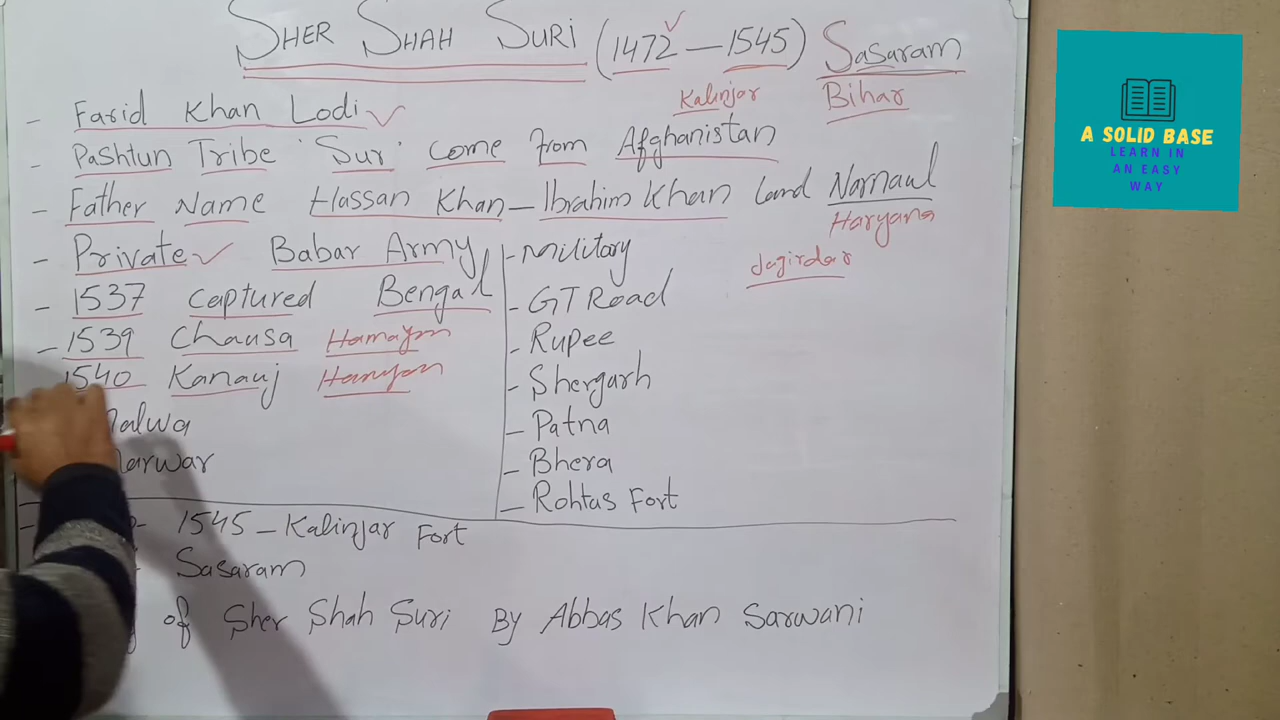 SHER SHAH SURI (1472 – 1545) Sasaram
Kalinjar Bihar
- Farid Khan Lodi
- Pashtun Tribe 'Sur' come from Afghanistan
- Father Name Hassan Khan – Ibrahim Khan Land Narnaul
Haryana
- Private Babar Army
- 1537 Captured Bengal
- 1539 Chausa Hamayun
1540 Kanauj
alwa
arwar
- Military
Jagirdar
- GT Road
- Rupee
- Shergarh
- Patna
- Bhera
- Rohtas Fort
1545 – Kalinjar Fort
Sasaram
of Sher Shah Suri By Abbas Khan Sarwani
A SOLID BASE
LEARN IN
AN EASY
WAY